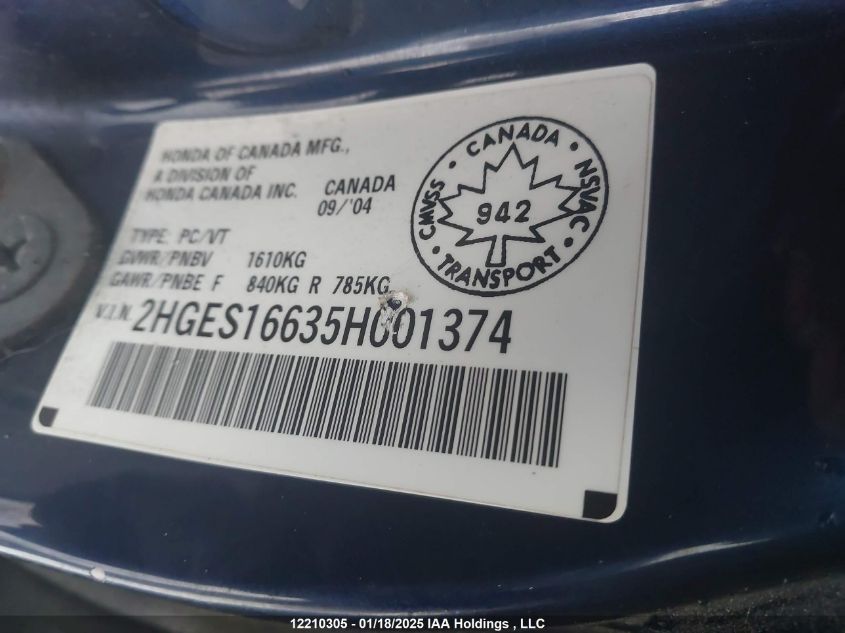 HONDA OF CANADA MFG.,
A DIVISION OF
HONDA CANADA INC. CANADA
09/'04
TYPE: PC/VT
GVWR/PNBV 1610KG
GAWR/PNBE F 840KG R 785KG
V.I.N. 2HGES16635H001374
CANADA · NSVAC · TRANSPORT · CMVSS ·
942
12210305 - 01/18/2025 IAA Holdings , LLC